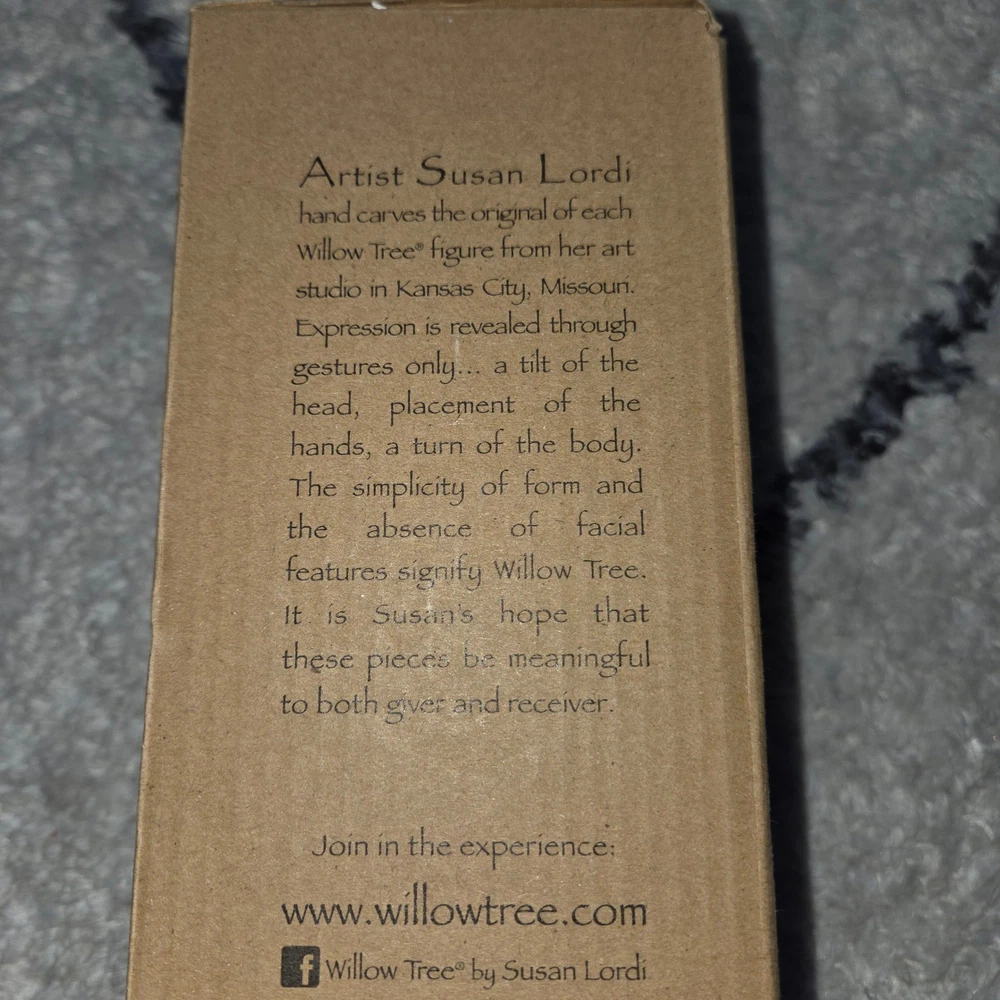 Artist Susan Lordi
hand carves the original of each
Willow Tree® figure from her art
studio in Kansas City, Missouri.
Expression is revealed through
gestures only... a tilt of the
head, placement of the
hands, a turn of the body.
The simplicity of form and
the absence of facial
features signify Willow Tree.
It is Susan's hope that
these pieces be meaningful
to both giver and receiver.
Join in the experience:
www.willowtree.com
f Willow Tree® by Susan Lordi